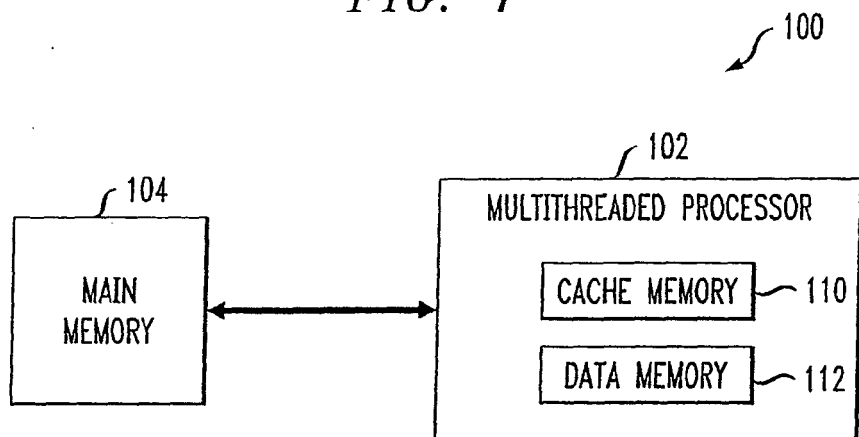 100
102
104
MULTITHREADED PROCESSOR
MAIN
MEMORY
CACHE MEMORY
110
DATA MEMORY
112